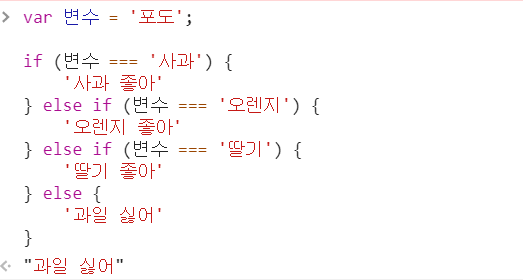 > var 변수 = '포도';
if (변수 === '사과') {
'사과 좋아'
} else if (변수 === '오렌지') {
'오렌지 좋아'
} else if (변수 === '딸기') {
'딸기 좋아'
} else {
'과일 싫어'
}
"과일 싫어"